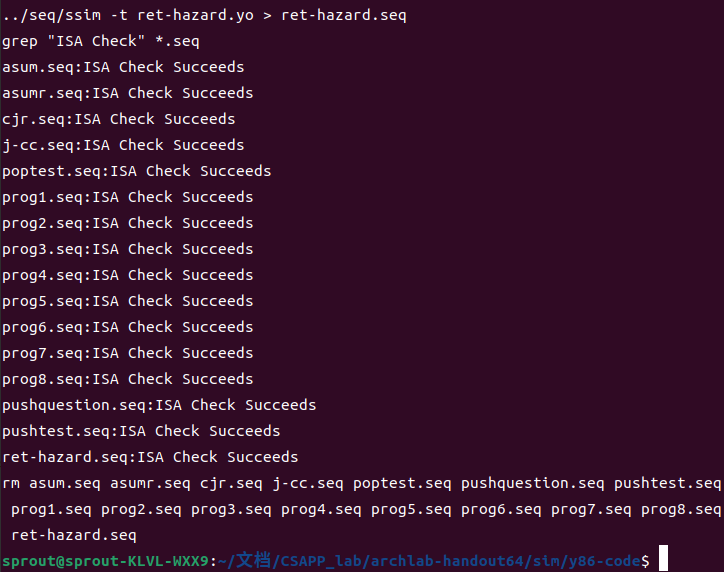 ../seq/ssim -t ret-hazard.yo > ret-hazard.seq
grep "ISA Check" *.seq
asum.seq:ISA Check Succeeds
asumr.seq:ISA Check Succeeds
cjr.seq:ISA Check Succeeds
j-cc.seq:ISA Check Succeeds
poptest.seq:ISA Check Succeeds
prog1.seq:ISA Check Succeeds
prog2.seq:ISA Check Succeeds
prog3.seq:ISA Check Succeeds
prog4.seq:ISA Check Succeeds
prog5.seq:ISA Check Succeeds
prog6.seq:ISA Check Succeeds
prog7.seq:ISA Check Succeeds
prog8.seq:ISA Check Succeeds
pushquestion.seq:ISA Check Succeeds
pushtest.seq:ISA Check Succeeds
ret-hazard.seq:ISA Check Succeeds
rm asum.seq asumr.seq cjr.seq j-cc.seq poptest.seq pushquestion.seq pushtest.seq
prog1.seq prog2.seq prog3.seq prog4.seq prog5.seq prog6.seq prog7.seq prog8.seq
ret-hazard.seq
sprout@sprout-KLVL-WXX9:~/文档/CSAPP_lab/archlab-handout64/sim/y86-code$